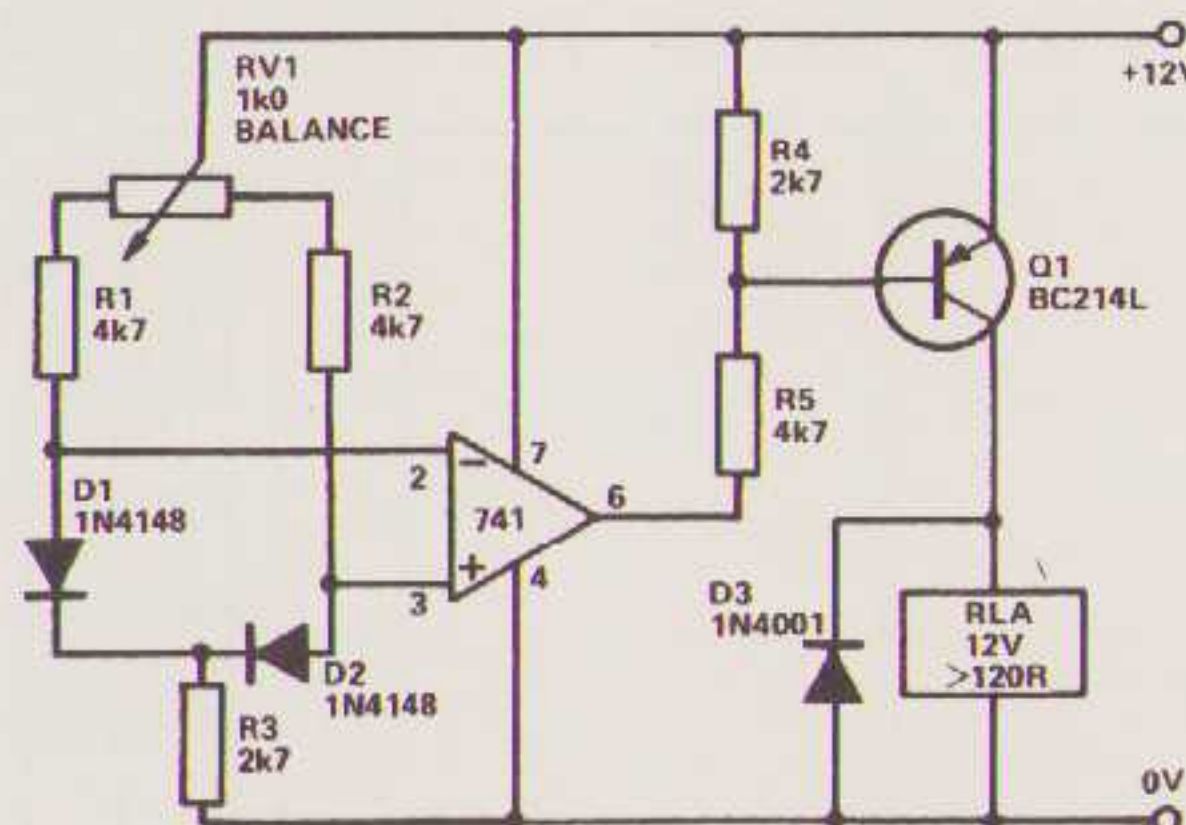 RV1
1k0
BALANCE
+12V
R4
2k7
R1
4k7
R2
4k7
Q1
BC214L
R5
4k7
D1
1N4148
2
−
7
741
6
+
3
4
D2
1N4148
R3
2k7
D3
1N4001
RLA
12V
>120R
0V